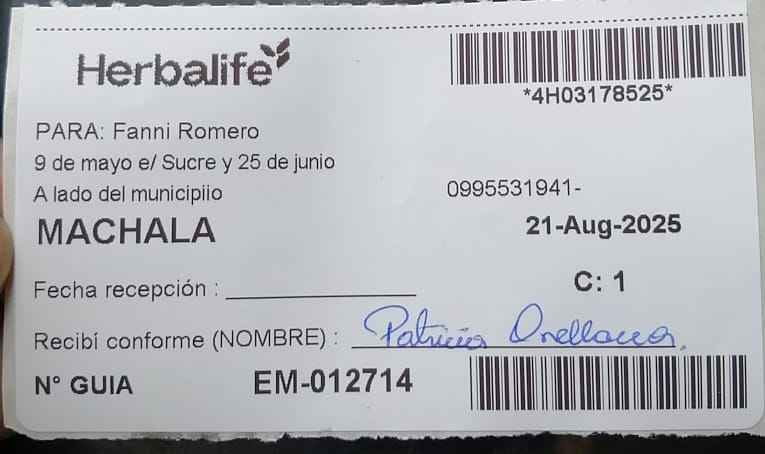 Herbalife
*4H03178525*
PARA: Fanni Romero
9 de mayo e/ Sucre y 25 de junio
A lado del municipiio
0995531941-
MACHALA
21-Aug-2025
C: 1
Fecha recepción :
Recibí conforme (NOMBRE) : Patricia Orellana.
N° GUIA EM-012714